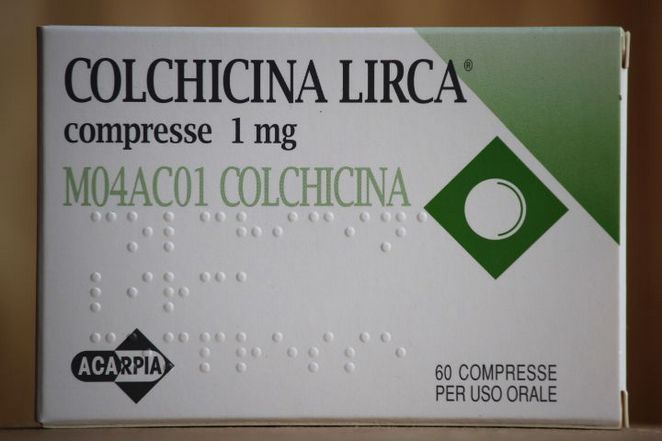 COLCHICINA LIRCA®
compresse 1 mg
M04AC01 COLCHICINA
ACARPIA
60 COMPRESSE
PER USO ORALE